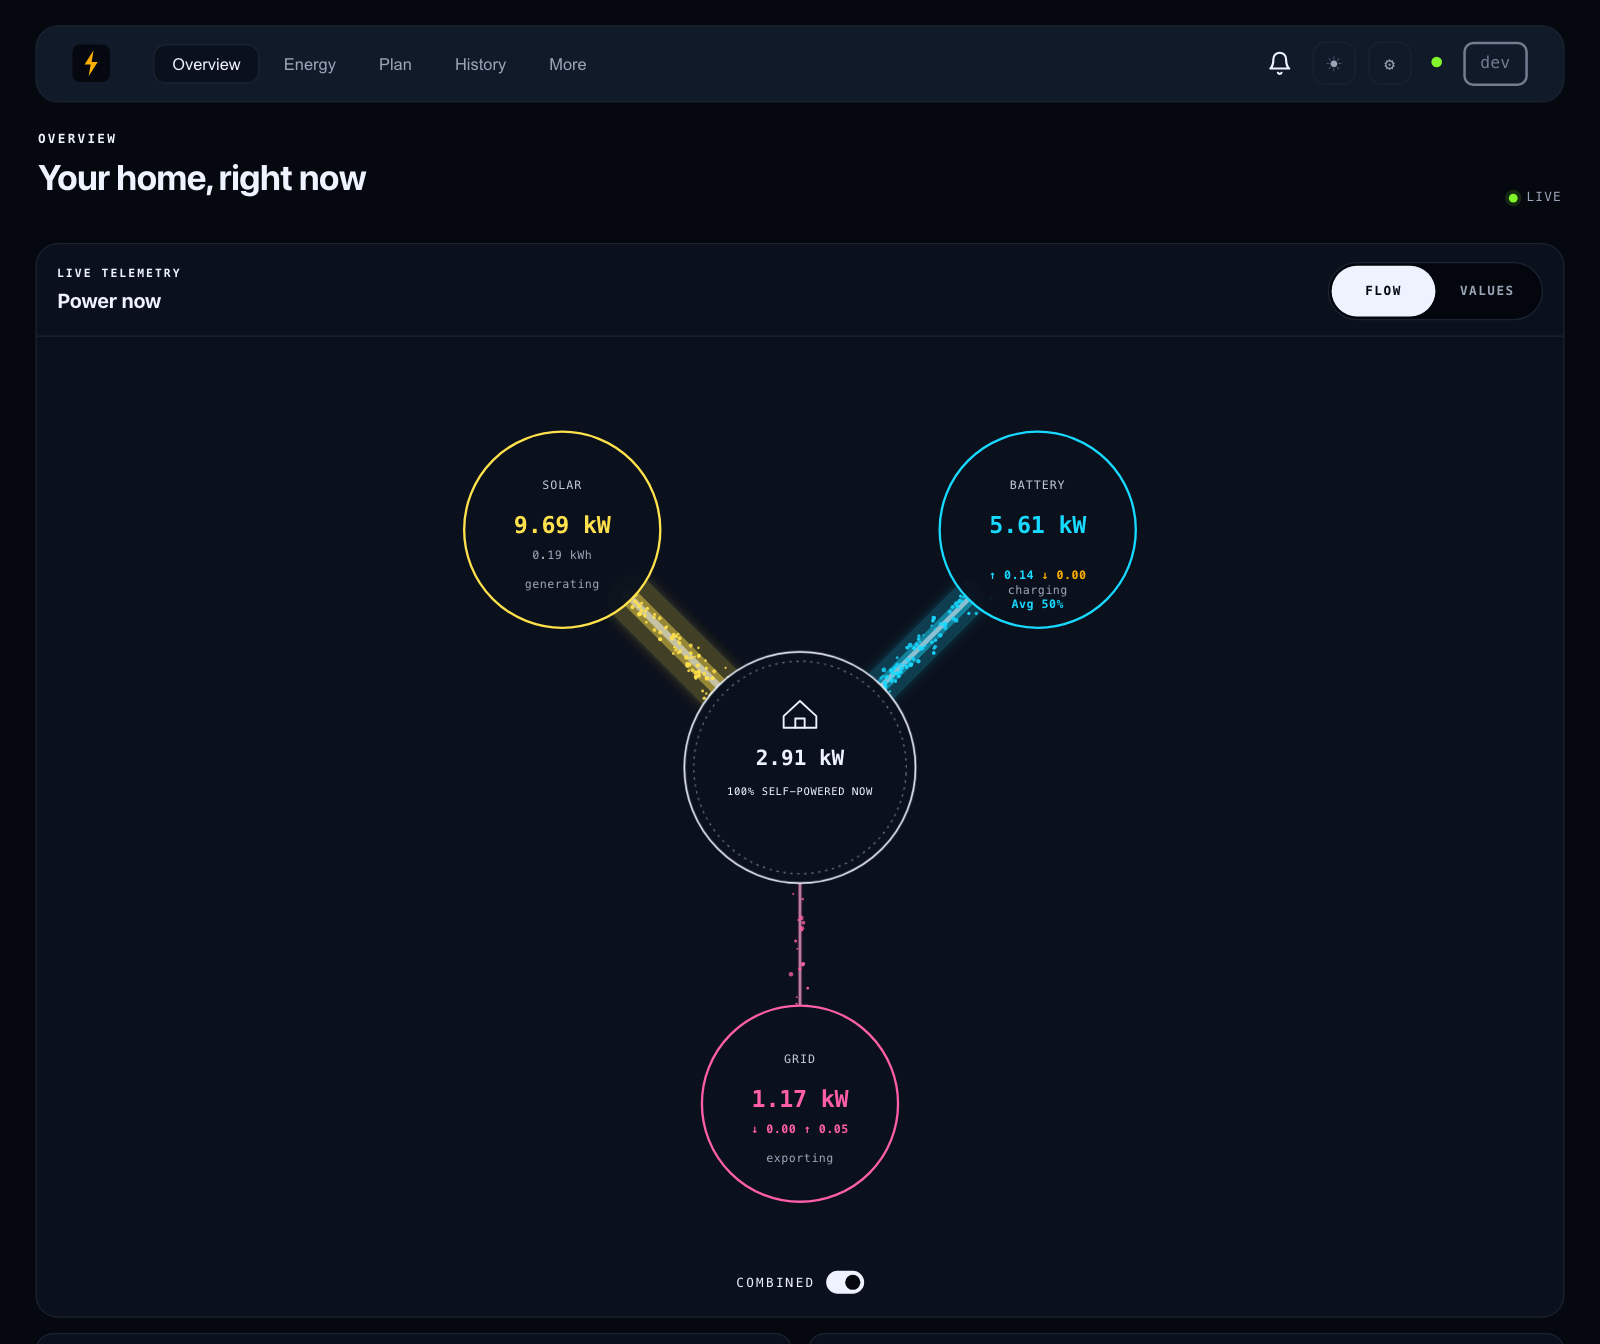 Overview Energy Plan History More dev
OVERVIEW
Your home, right now
LIVE
LIVE TELEMETRY
Power now
FLOW VALUES
SOLAR
9.69 kW
0.19 kWh
generating
BATTERY
5.61 kW
↑ 0.14 ↓ 0.00
charging
Avg 50%
2.91 kW
100% SELF–POWERED NOW
GRID
1.17 kW
↓ 0.00 ↑ 0.05
exporting
COMBINED